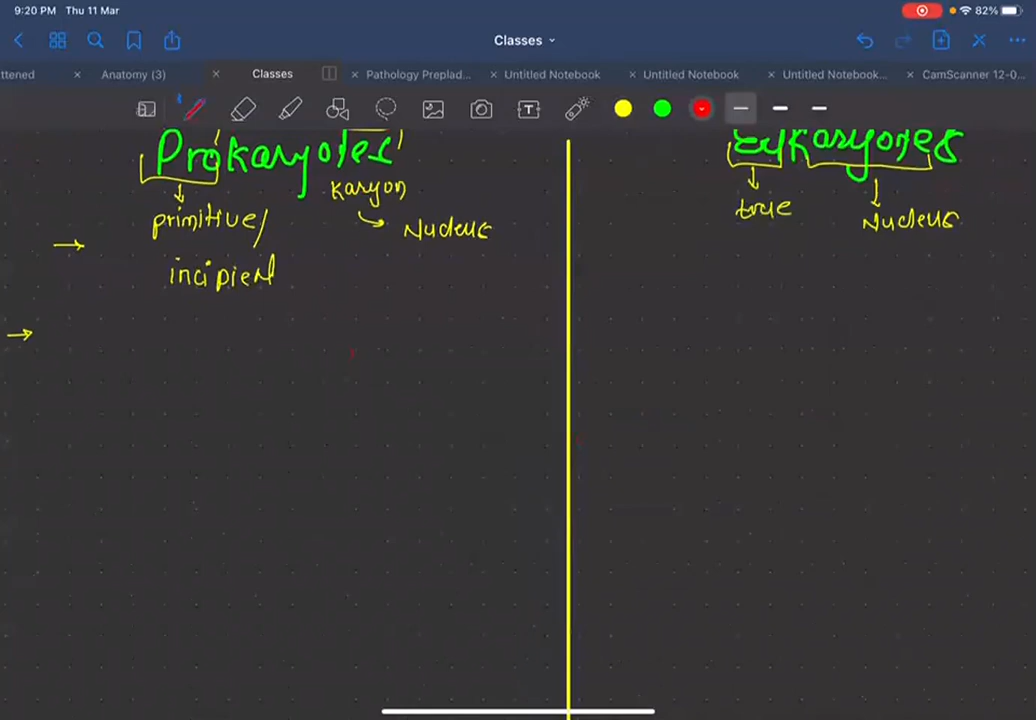 9:20 PM Thu 11 Mar
82%
Classes
ttened
Anatomy (3)
Classes
Pathology Preplad...
Untitled Notebook
Untitled Notebook
Untitled Notebook...
CamScanner 12-0...
T
Prokaryotes
Eukaryotes
karyon
primitive/
Nucleus
true
Nucleus
incipient